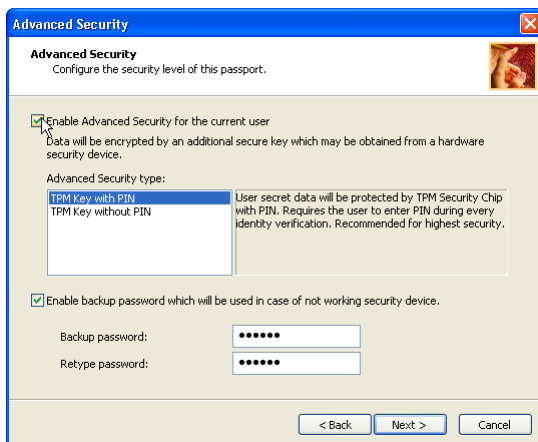 Advanced Security
Advanced Security
Configure the security level of this passport.
Enable Advanced Security for the current user
Data will be encrypted by an additional secure key which may be obtained from a hardware
security device.
Advanced Security type:
TPM Key with PIN
TPM Key without PIN
User secret data will be protected by TPM Security Chip
with PIN. Requires the user to enter PIN during every
identity verification. Recommended for highest security.
Enable backup password which will be used in case of not working security device.
Backup password: ••••••
Retype password: ••••••
< Back Next > Cancel